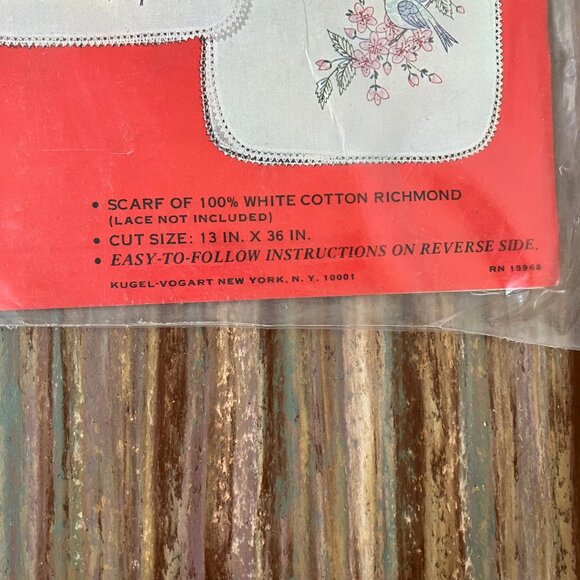 • SCARF OF 100% WHITE COTTON RICHMOND
(LACE NOT INCLUDED)
• CUT SIZE: 13 IN. X 36 IN.
• EASY-TO-FOLLOW INSTRUCTIONS ON REVERSE SIDE.
KUGEL-VOGART NEW YORK, N. Y. 10001
RN 15968